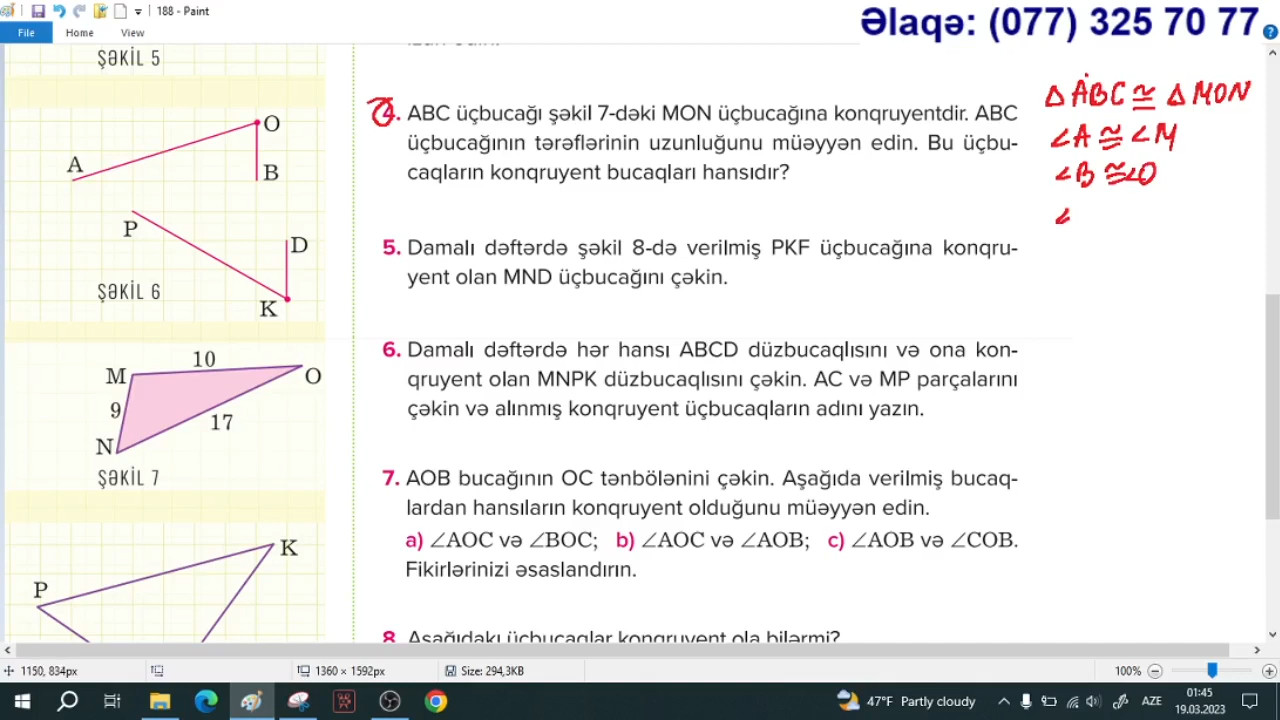 188 - Paint
Əlaqə: (077) 325 70 77
File Home View
ŞƏKİL 5
O
A
B
P
D
ŞƏKİL 6
K
10
M
O
9
17
N
ŞƏKİL 7
K
P
4. ABC üçbucağı şəkil 7-dəki MON üçbucağına konqruyentdir. ABC
üçbucağının tərəflərinin uzunluğunu müəyyən edin. Bu üçbu-
caqların konqruyent bucaqları hansıdır?
5. Damalı dəftərdə şəkil 8-də verilmiş PKF üçbucağına konqru-
yent olan MND üçbucağını çəkin.
6. Damalı dəftərdə hər hansı ABCD düzbucaqlısını və ona kon-
qruyent olan MNPK düzbucaqlısını çəkin. AC və MP parçalarını
çəkin və alınmış konqruyent üçbucaqların adını yazın.
7. AOB bucağının OC tənbölənini çəkin. Aşağıda verilmiş bucaq-
lardan hansıların konqruyent olduğunu müəyyən edin.
a) ∠AOC və ∠BOC; b) ∠AOC və ∠AOB; c) ∠AOB və ∠COB.
Fikirlərinizi əsaslandırın.
8. Aşağıdakı üçbucaqlar konqruyent ola bilərmi?
△ ABC ≅ △ MON
∠A ≅ ∠M
∠B ≅ ∠O
∠
1150, 834px 1360 × 1592px Size: 294,3KB 100%
47°F Partly cloudy AZE 01:45
19.03.2023